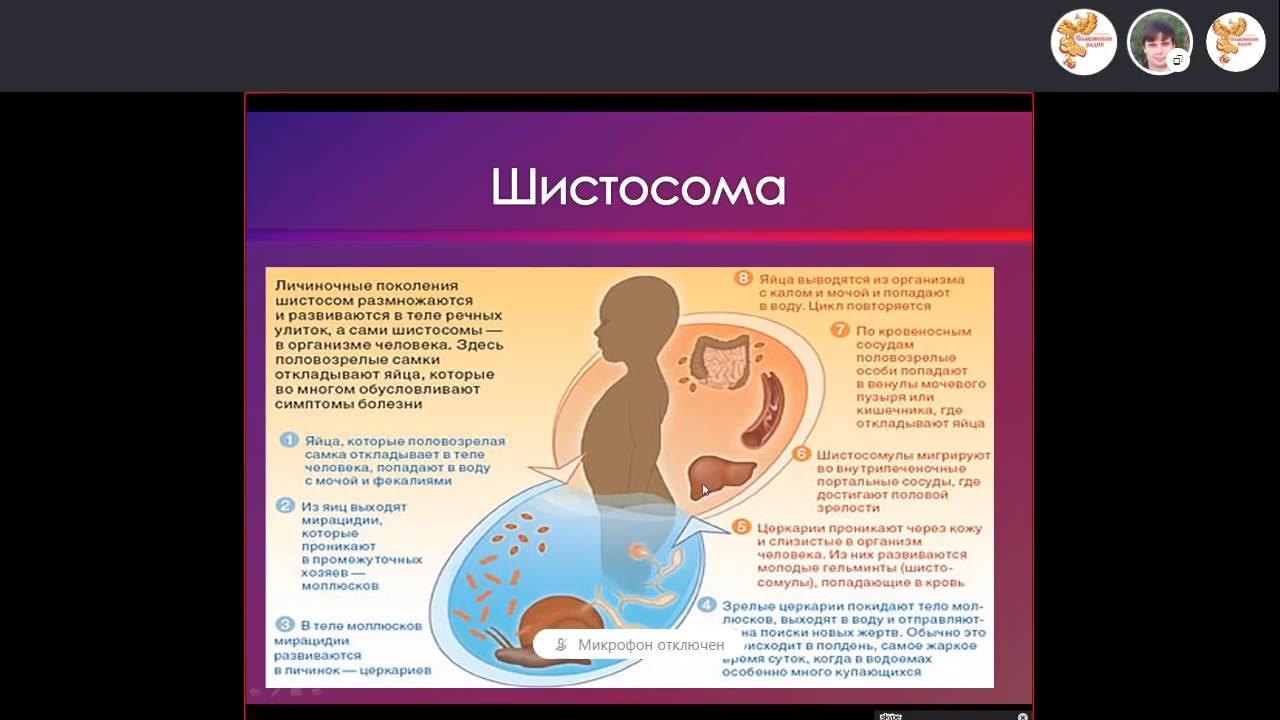 Славянское
радио
Славянское
радио
Шистосома
Личиночные поколения
шистосом размножаются
и развиваются в теле речных
улиток, а сами шистосомы —
в организме человека. Здесь
половозрелые самки
откладывают яйца, которые
во многом обусловливают
симптомы болезни
1 Яйца, которые половозрелая
самка откладывает в теле
человека, попадают в воду
с мочой и фекалиями
2 Из яиц выходят
мирацидии,
которые
проникают
в промежуточных
хозяев —
моллюсков
3 В теле моллюсков
мирацидии
развиваются
в личинок — церкариев
4 Зрелые церкарии покидают тело мол-
люсков, выходят в воду и отправляют-
на поиски новых жертв. Обычно это
исходит в полдень, самое жаркое
время суток, когда в водоемах
особенно много купающихся
5 Церкарии проникают через кожу
и слизистые в организм
человека. Из них развиваются
молодые гельминты (шисто-
сомулы), попадающие в кровь
6 Шистосомулы мигрируют
во внутрипеченочные
портальные сосуды, где
достигают половой
зрелости
7 По кровеносным
сосудам
половозрелые
особи попадают
в венулы мочевого
пузыря или
кишечника, где
откладывают яйца
8 Яйца выводятся из организма
с калом и мочой и попадают
в воду. Цикл повторяется
Микрофон отключен
skype